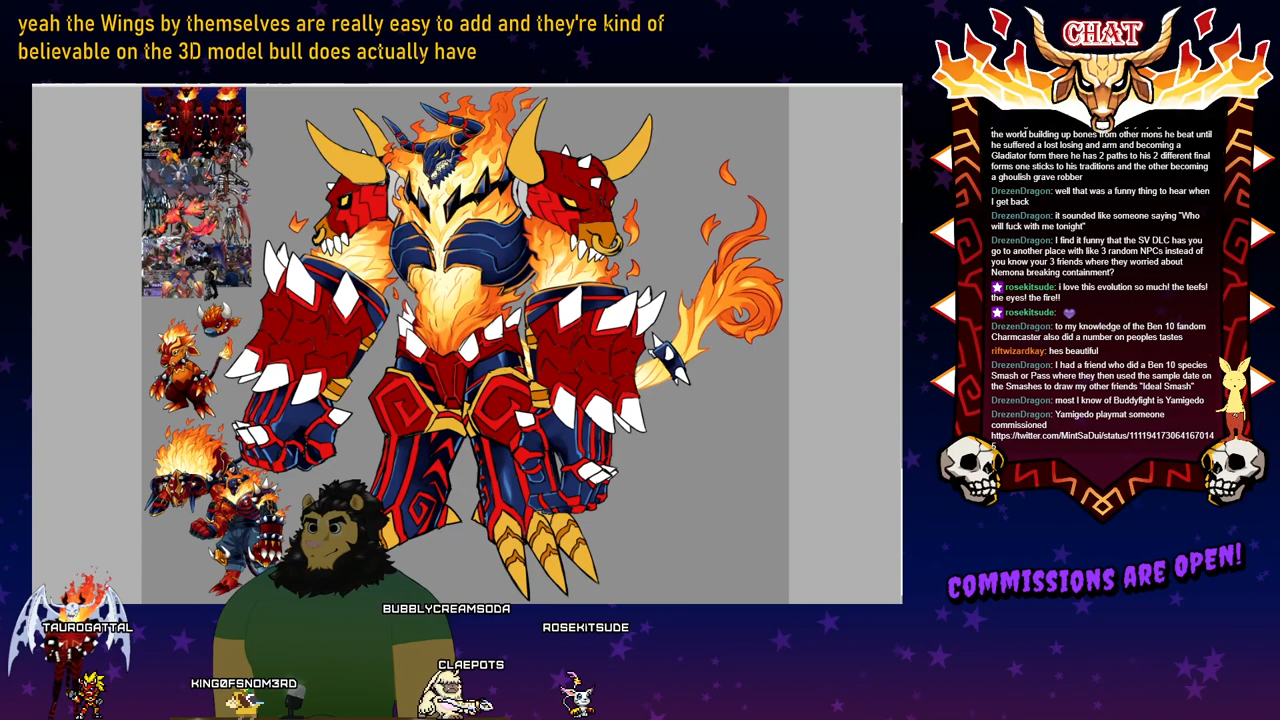 yeah the Wings by themselves are really easy to add and they're kind of
believable on the 3D model bull does actually have
CHAT
the world building up bones from other mons he beat until
he suffered a lost losing and arm and becoming a
Gladiator form there he has 2 paths to his 2 different final
forms one sticks to his traditions and the other becoming
a ghoulish grave robber
DrezenDragon: well that was a funny thing to hear when
I get back
DrezenDragon: it sounded like someone saying "Who
will fuck with me tonight"
DrezenDragon: I find it funny that the SV DLC has you
go to another place with like 3 random NPCs instead of
you know your 3 friends where they worried about
Nemona breaking containment?
rosekitsude: i love this evolution so much! the teefs!
the eyes! the fire!!
rosekitsude:
DrezenDragon: to my knowledge of the Ben 10 fandom
Charmcaster also did a number on peoples tastes
riftwizardkay: hes beautiful
DrezenDragon: I had a friend who did a Ben 10 species
Smash or Pass where they then used the sample date on
the Smashes to draw my other friends "Ideal Smash"
DrezenDragon: most I know of Buddyfight is Yamigedo
DrezenDragon: Yamigedo playmat someone
commissioned
https://twitter.com/MintSaDui/status/111194173064167014
COMMISSIONS ARE OPEN!
BUBBLYCREAMSODA
TAUROGATTAL
ROSEKITSUDE
CLAEPOTS
KING0FSNOM3RD